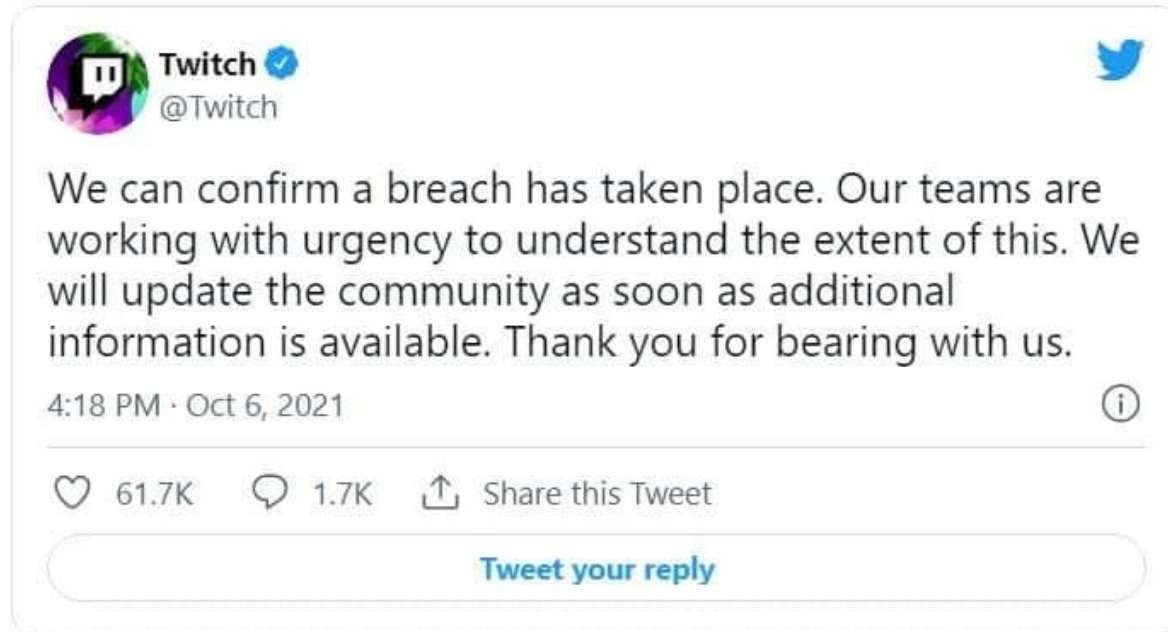 Twitch
@Twitch
We can confirm a breach has taken place. Our teams are
working with urgency to understand the extent of this. We
will update the community as soon as additional
information is available. Thank you for bearing with us.
4:18 PM · Oct 6, 2021
61.7K 1.7K Share this Tweet
Tweet your reply